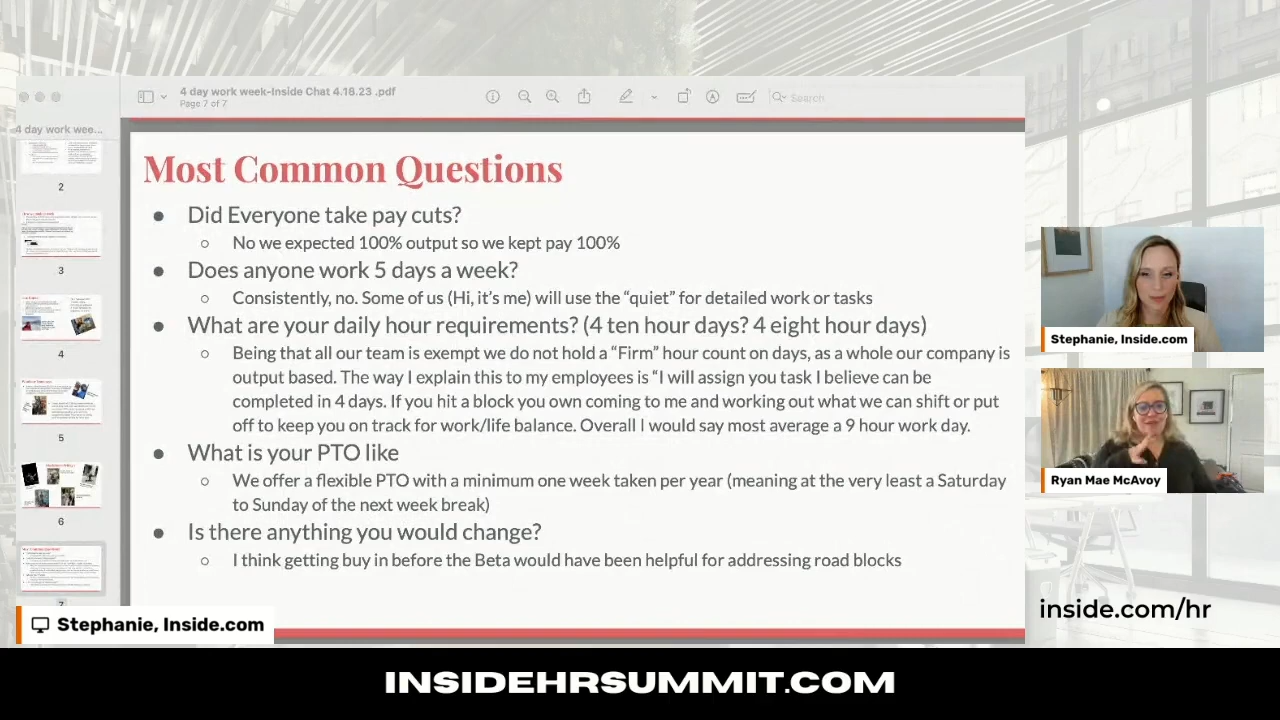 4 day work week-Inside Chat 4.18.23 .pdf
Page 7 of 7
Search
4 day work wee...
2
3
4
5
6
7
Most Common Questions
● Did Everyone take pay cuts?
○ No we expected 100% output so we kept pay 100%
● Does anyone work 5 days a week?
○ Consistently, no. Some of us (Hi, it's me) will use the “quiet” for detailed work or tasks
● What are your daily hour requirements? (4 ten hour days? 4 eight hour days)
○ Being that all our team is exempt we do not hold a “Firm” hour count on days, as a whole our company is
output based. The way I explain this to my employees is “I will assign you task I believe can be
completed in 4 days. If you hit a block you own coming to me and working out what we can shift or put
off to keep you on track for work/life balance. Overall I would say most average a 9 hour work day.
● What is your PTO like
○ We offer a flexible PTO with a minimum one week taken per year (meaning at the very least a Saturday
to Sunday of the next week break)
● Is there anything you would change?
○ I think getting buy in before the Beta would have been helpful for addressing road blocks
Stephanie, Inside.com
Ryan Mae McAvoy
Stephanie, Inside.com
inside.com/hr
INSIDEHRSUMMIT.COM